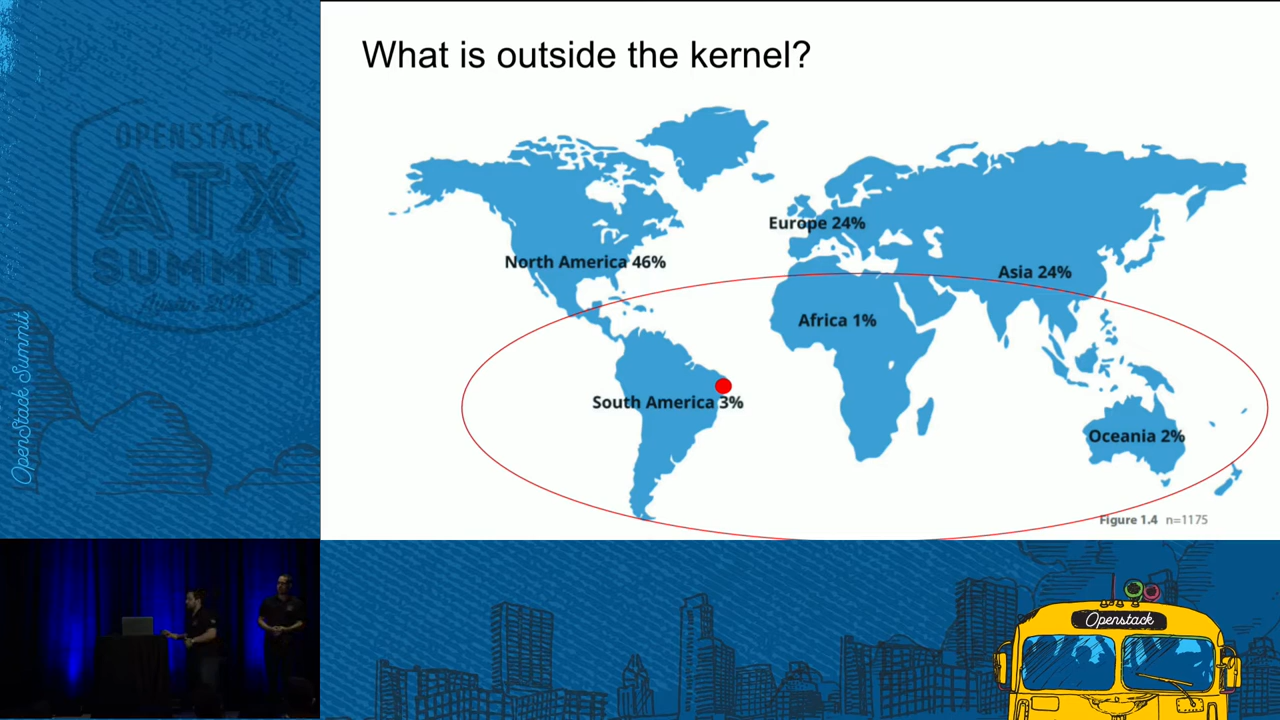 What is outside the kernel?
OPENSTACK
ATX
SUMMIT
OpenStack Summit
Europe 24%
North America 46%
Asia 24%
Africa 1%
South America 3%
Oceania 2%
Figure 1.4 n=1175
Openstack